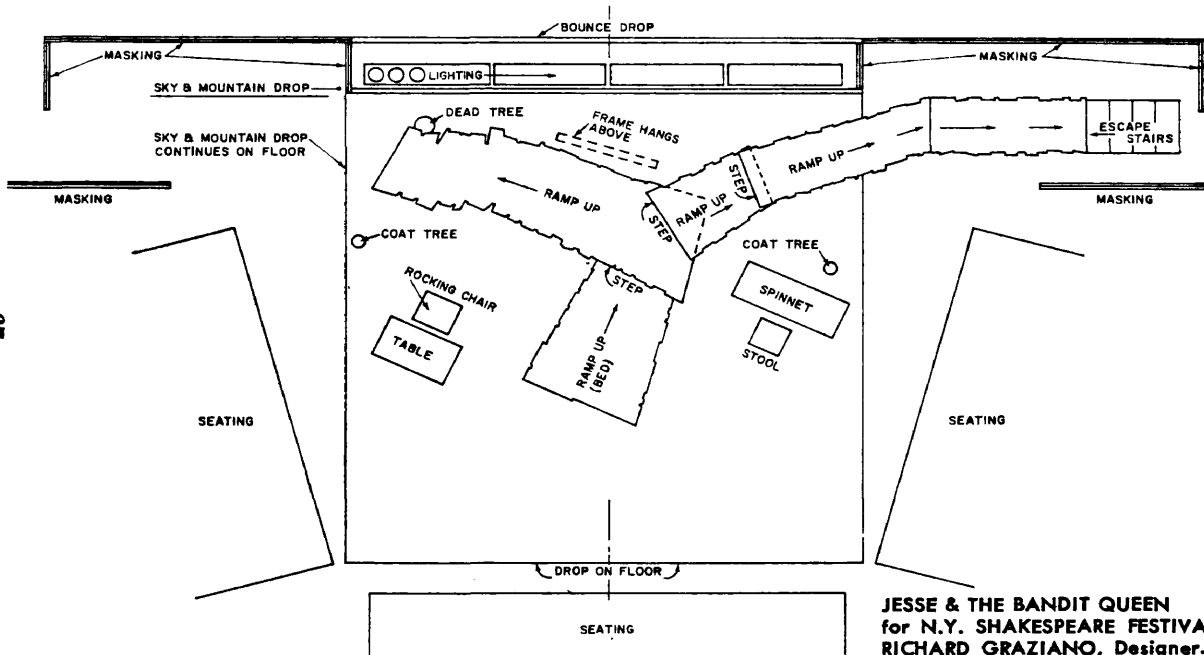 BOUNCE DROP
MASKING
MASKING
LIGHTING
SKY & MOUNTAIN DROP
DEAD TREE
FRAME HANGS
ABOVE
SKY & MOUNTAIN DROP
CONTINUES ON FLOOR
ESCAPE
STAIRS
RAMP UP
STEP
RAMP UP
RAMP UP
STEP
MASKING
MASKING
COAT TREE
COAT TREE
STEP
ROCKING CHAIR
SPINNET
TABLE
STOOL
RAMP UP
(BED)
SEATING
SEATING
DROP ON FLOOR
SEATING
JESSE & THE BANDIT QUEEN
for N.Y. SHAKESPEARE FESTIVA
RICHARD GRAZIANO, Designer